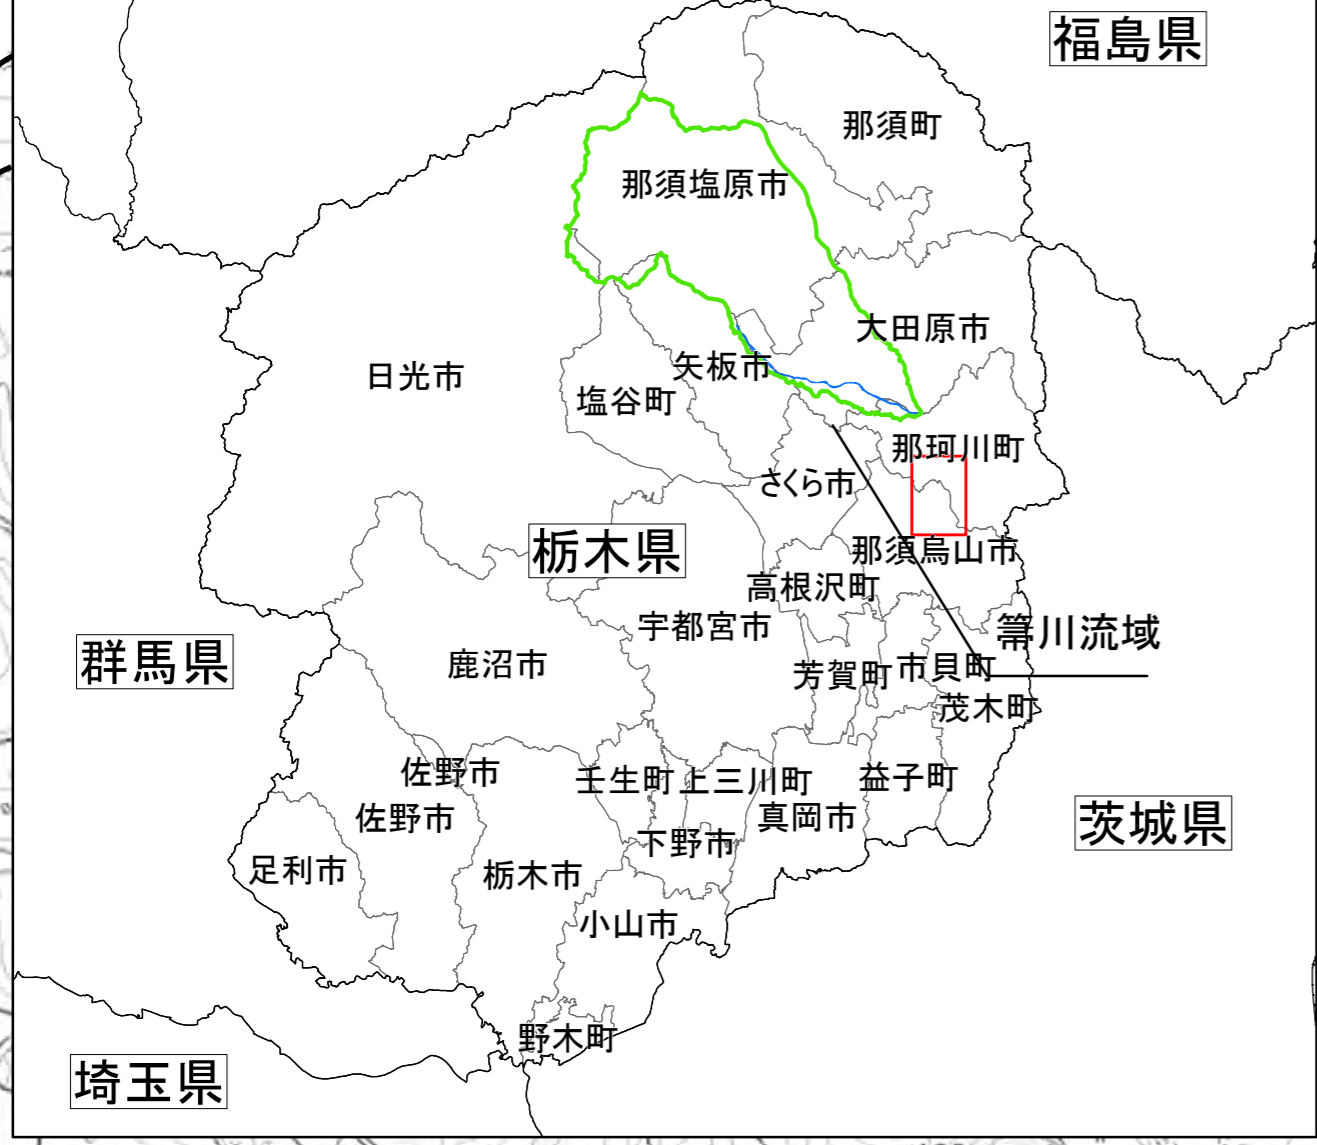 福島県
那須町
那須塩原市
大田原市
矢板市
日光市
塩谷町
那珂川町
さくら市
栃木県
那須烏山市
高根沢町
宇都宮市
箒川流域
群馬県
鹿沼市
芳賀町
市貝町
茂木町
佐野市
壬生町
上三川町
益子町
佐野市
真岡市
茨城県
下野市
足利市
栃木市
小山市
野木町
埼玉県